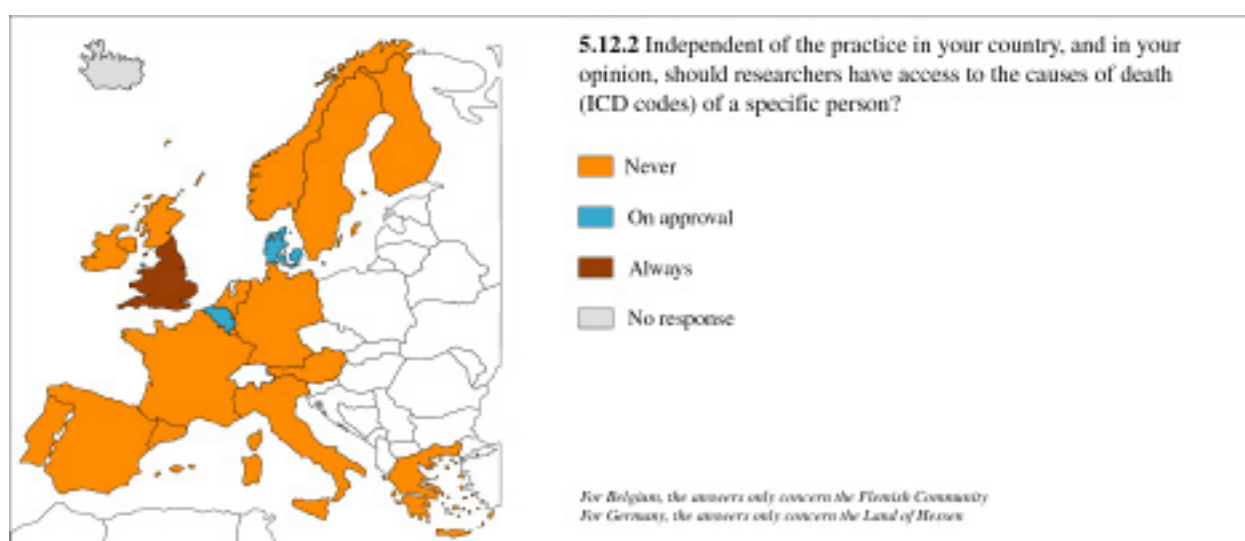 5.12.2 Independent of the practice in your country, and in your
opinion, should researchers have access to the causes of death
(ICD codes) of a specific person?
Never
On approval
Always
No response
For Belgium, the answers only concern the Flemish Community
For Germany, the answers only concern the Land of Hessen